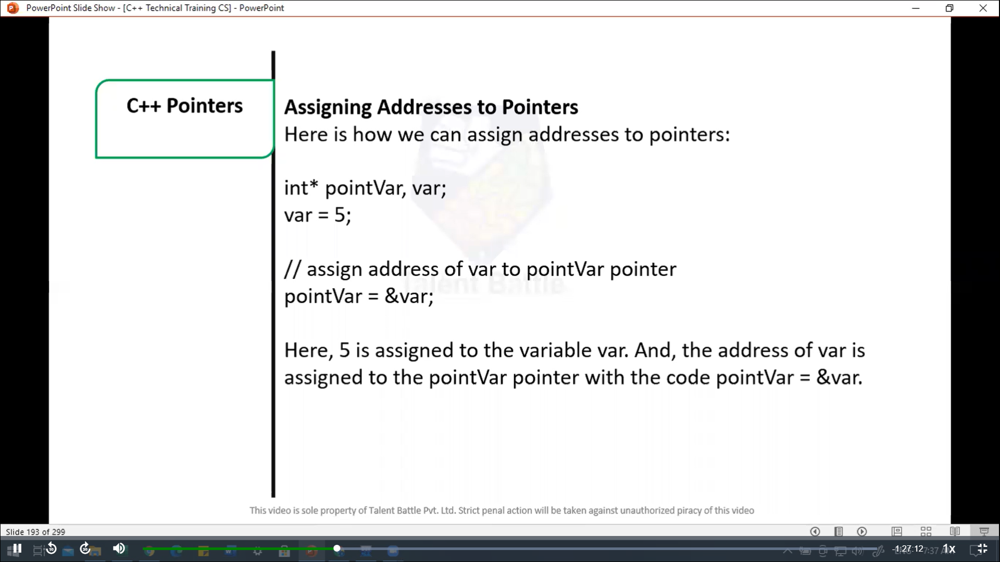 PowerPoint Slide Show - [C++ Technical Training CS] - PowerPoint
C++ Pointers
Assigning Addresses to Pointers
Here is how we can assign addresses to pointers:
int* pointVar, var;
var = 5;
// assign address of var to pointVar pointer
pointVar = &var;
Talent Battle
Here, 5 is assigned to the variable var. And, the address of var is
assigned to the pointVar pointer with the code pointVar = &var.
This video is sole property of Talent Battle Pvt. Ltd. Strict penal action will be taken against unauthorized piracy of this video
Slide 193 of 299
10
30
-1:27:12
1x